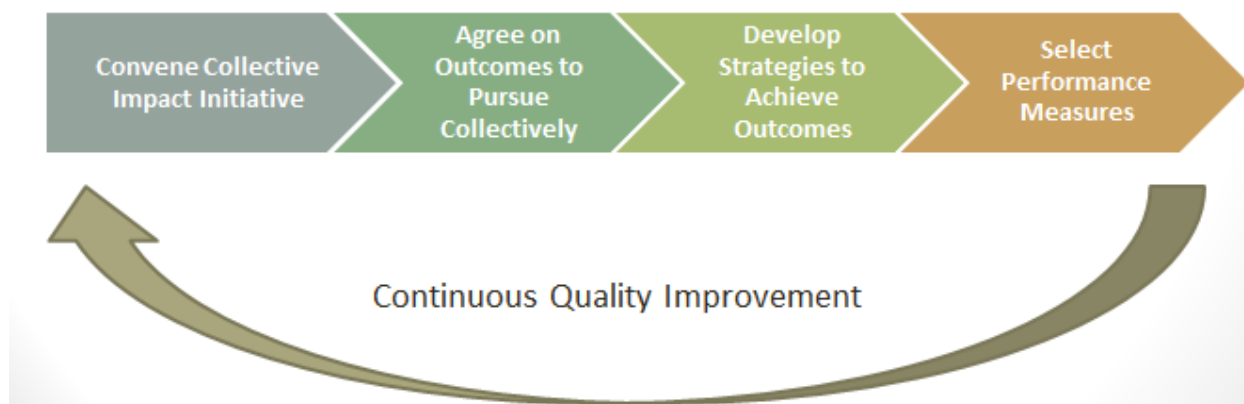 Convene Collective
Impact Initiative
Agree on
Outcomes to
Pursue
Collectively
Develop
Strategies to
Achieve
Outcomes
Select
Performance
Measures
Continuous Quality Improvement